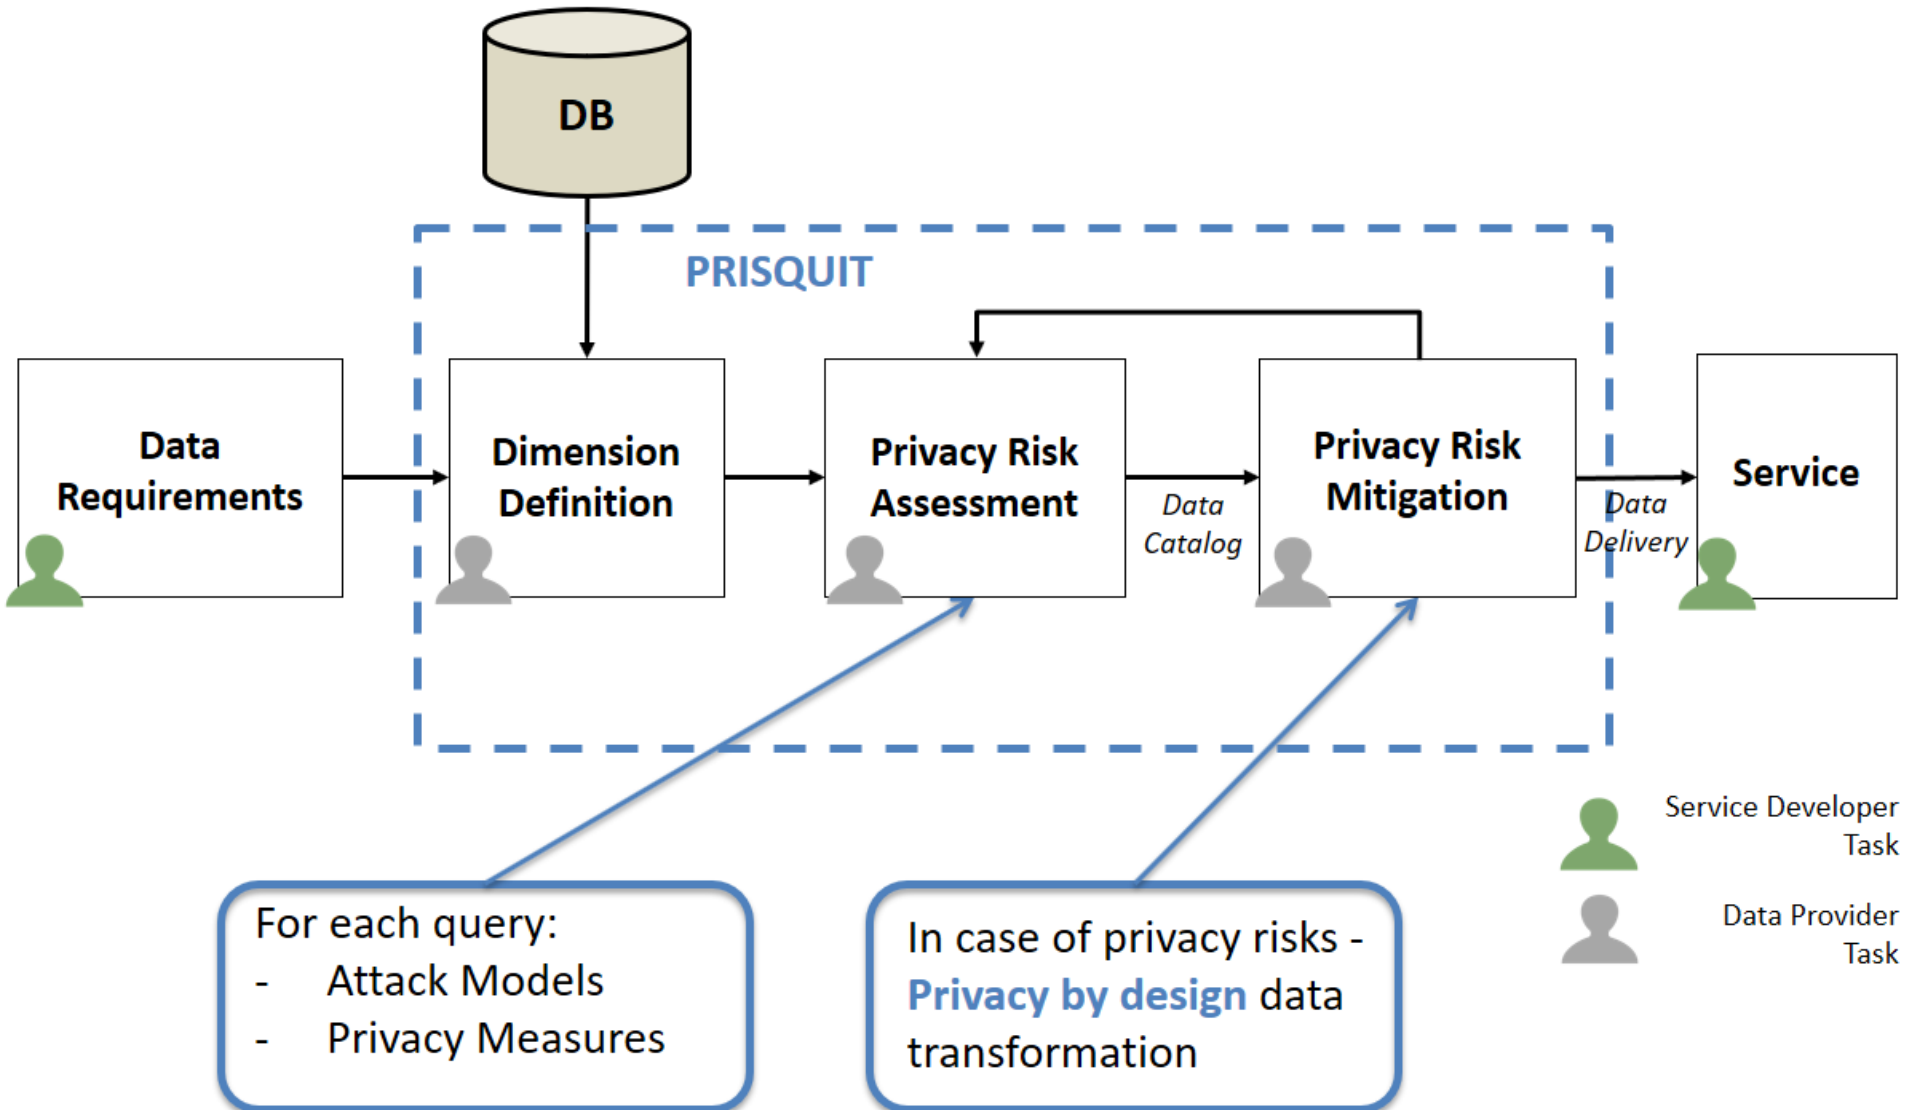 DB
PRISQUIT
Data
Requirements
Dimension
Definition
Privacy Risk
Assessment
Data
Catalog
Privacy Risk
Mitigation
Data
Delivery
Service
For each query:
- Attack Models
- Privacy Measures
In case of privacy risks -
Privacy by design data
transformation
Service Developer
Task
Data Provider
Task